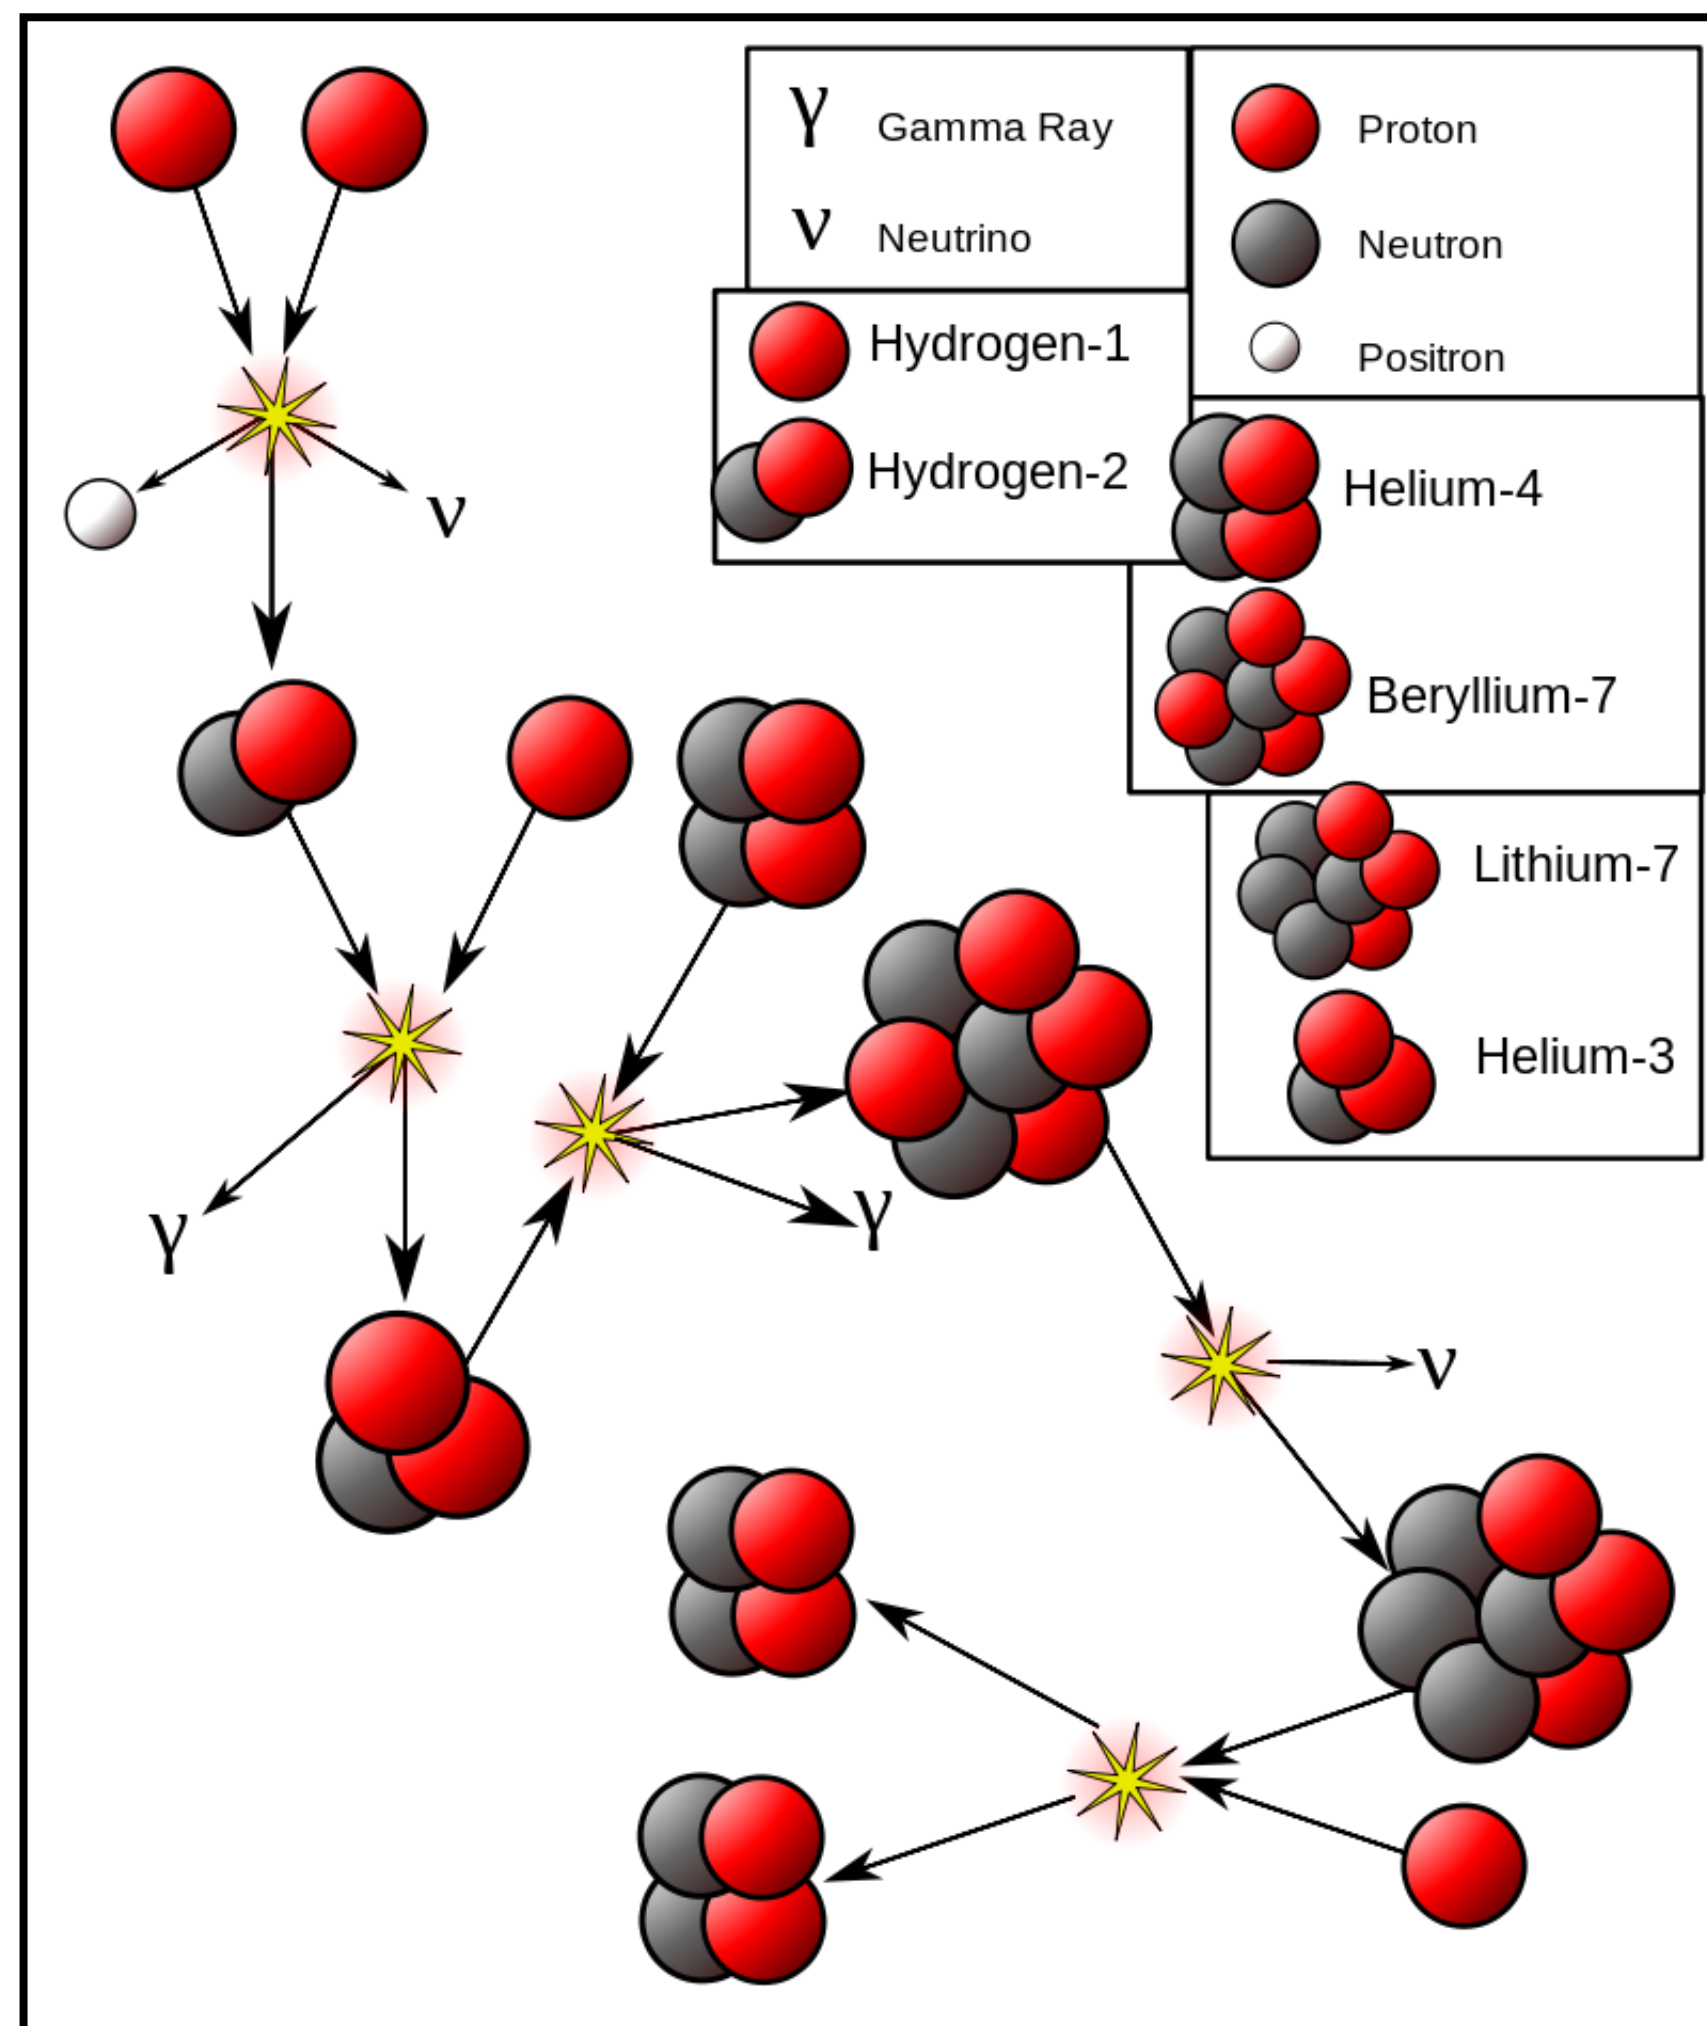 γ Gamma Ray
ν Neutrino
Proton
Neutron
Positron
Hydrogen-1
Hydrogen-2
Helium-4
Beryllium-7
Lithium-7
Helium-3
ν
γ
γ
ν